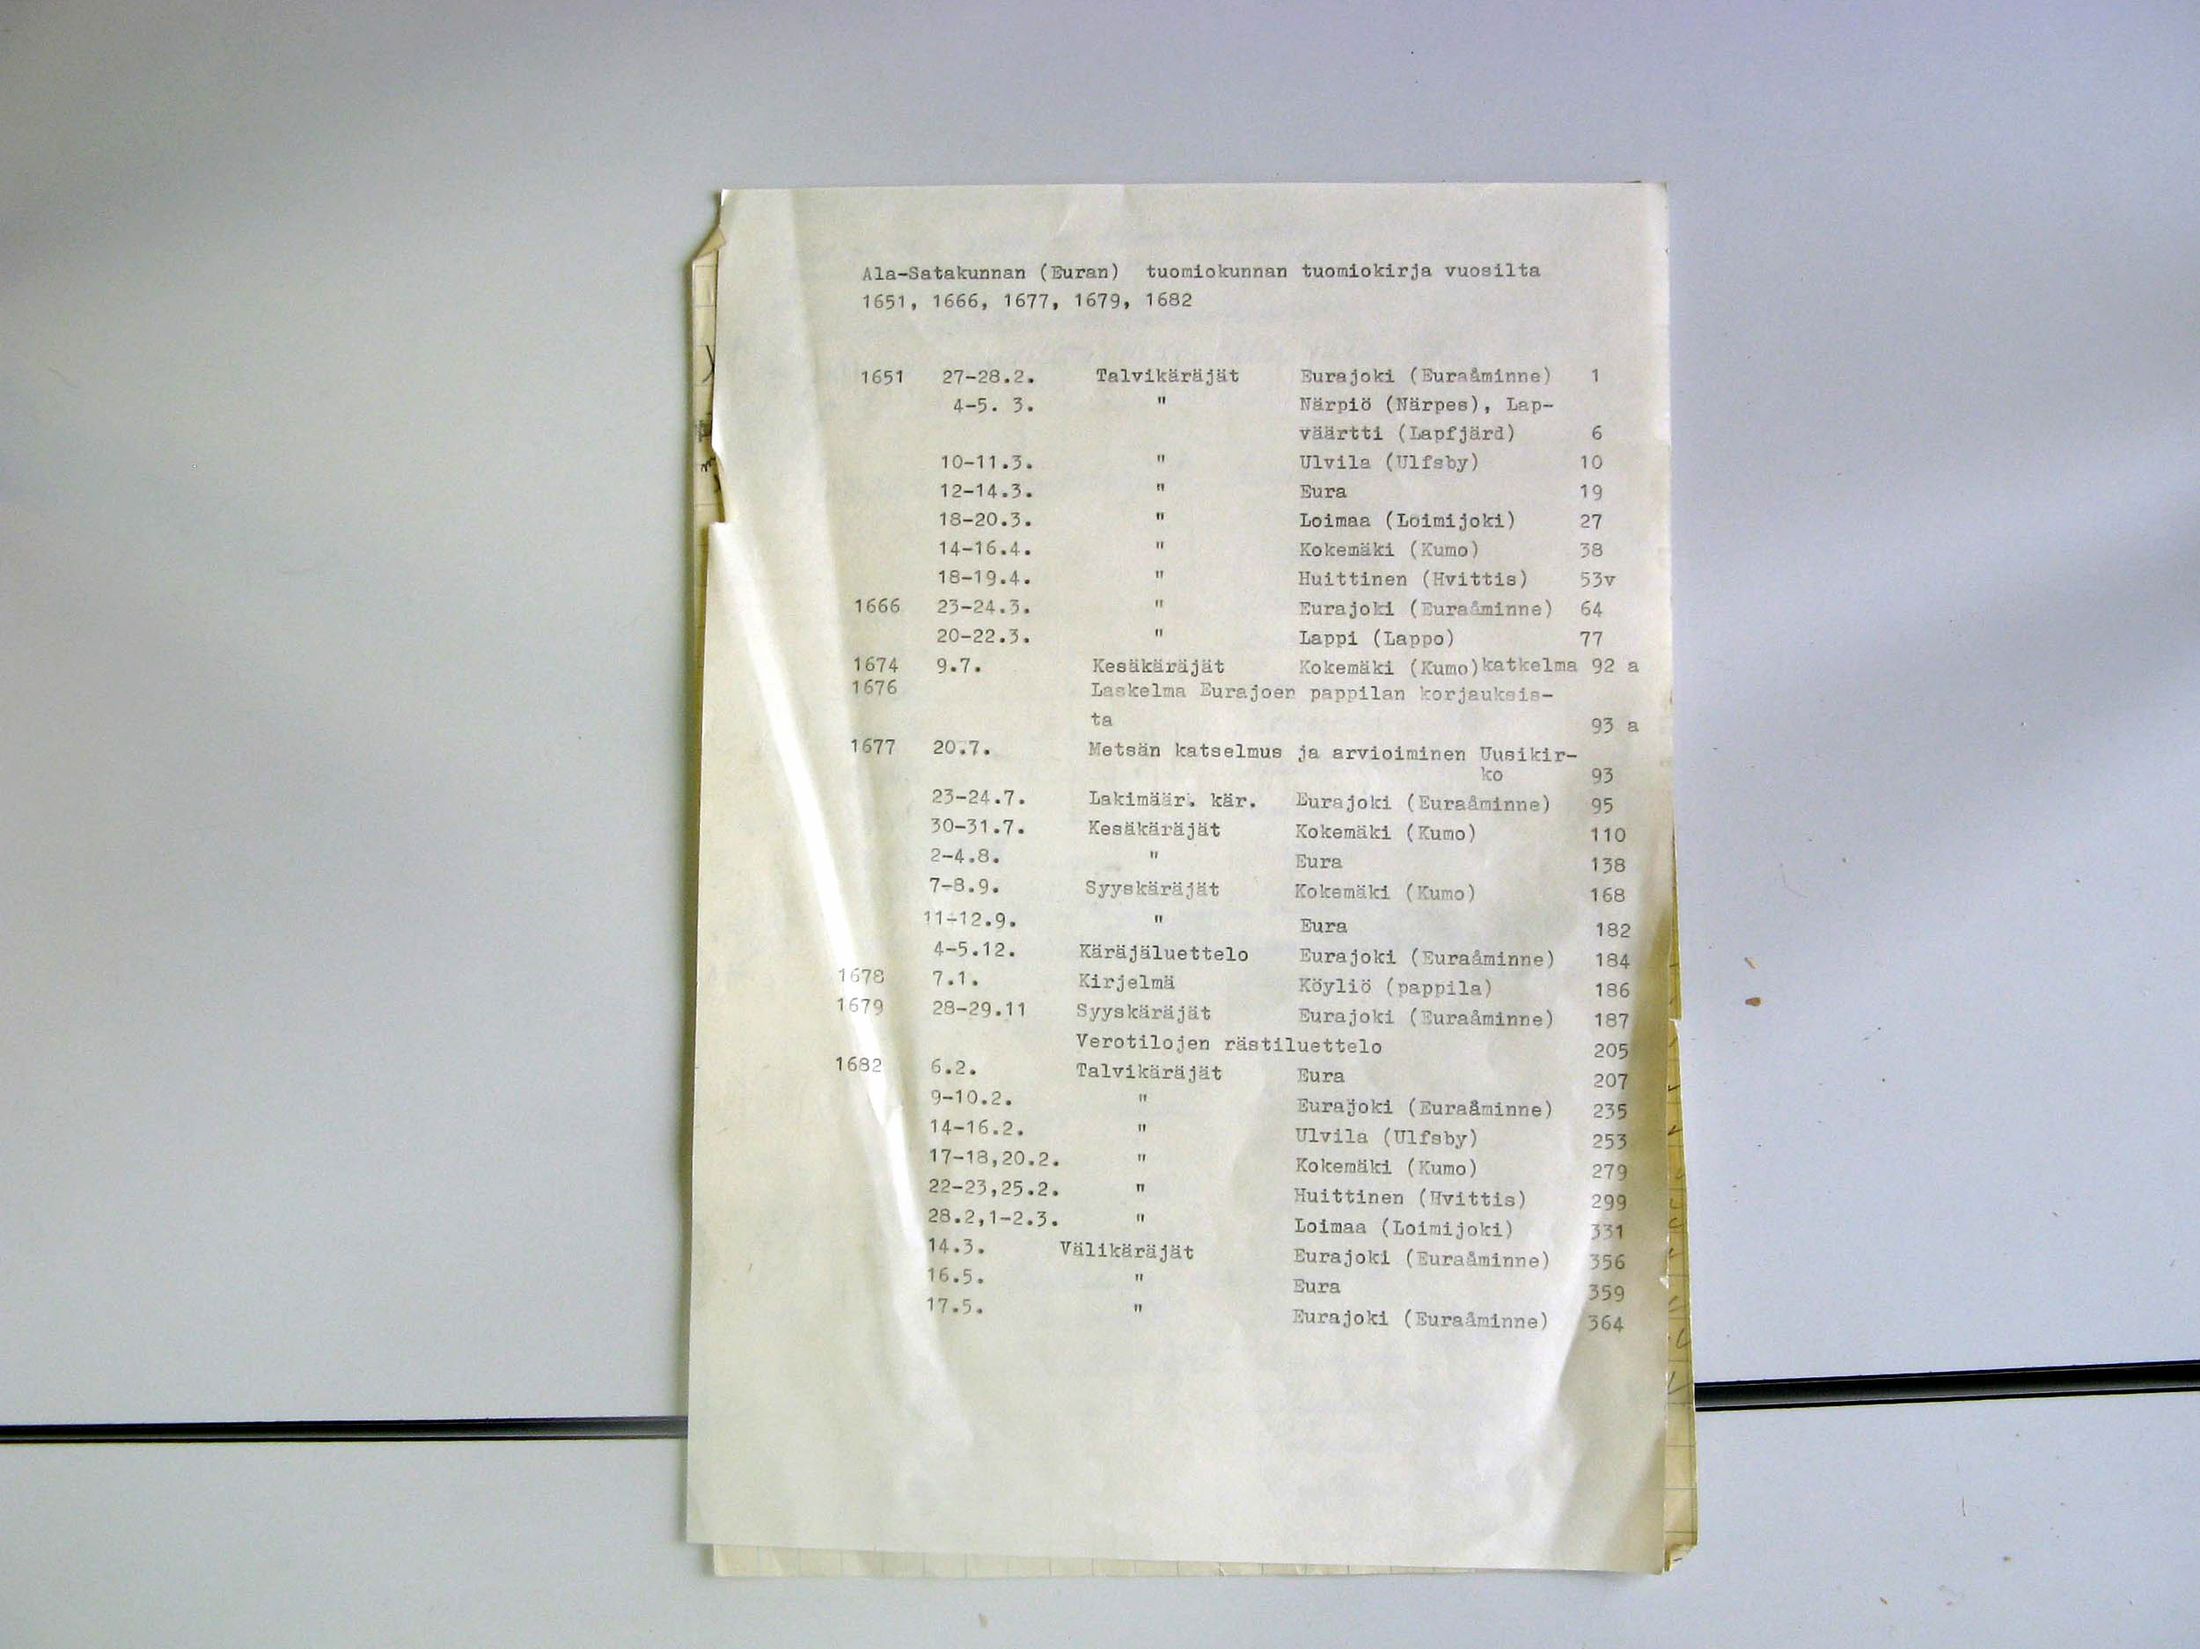 Ala-Satakunnan (Euran) tuomiokunnan tuomiokirja vuosilta
1651, 1666, 1677, 1679, 1682
1651 27-28.2. Talvikäräjät Eurajoki (Euraåminne) 1
4-5. 3. " Närpiö (Närpes), Lap-
väärtti (Lapfjärd) 6
10-11.3. " Ulvila (Ulfsby) 10
12-14.3. " Eura 19
18-20.3. " Loimaa (Loimijoki) 27
14-16.4. " Kokemäki (Kumo) 38
18-19.4. " Huittinen (Hvittis) 53v
1666 23-24.3. " Eurajoki (Euraåminne) 64
20-22.3. " Lappi (Lappo) 77
1674 9.7. Kesäkäräjät Kokemäki (Kumo)katkelma 92 a
1676 Laskelma Eurajoen pappilan korjauksis-
ta 93 a
1677 20.7. Metsän katselmus ja arvioiminen Uusikir-
ko 93
23-24.7. Lakimäär. kär. Eurajoki (Euraåminne) 95
30-31.7. Kesäkäräjät Kokemäki (Kumo) 110
2-4.8. " Eura 138
7-8.9. Syyskäräjät Kokemäki (Kumo) 168
11-12.9. " Eura 182
4-5.12. Käräjäluettelo Eurajoki (Euraåminne) 184
1678 7.1. Kirjelmä Köyliö (pappila) 186
1679 28-29.11 Syyskäräjät Eurajoki (Euraåminne) 187
Verotilojen rästiluettelo 205
1682 6.2. Talvikäräjät Eura 207
9-10.2. " Eurajoki (Euraåminne) 235
14-16.2. " Ulvila (Ulfsby) 253
17-18,20.2. " Kokemäki (Kumo) 279
22-23,25.2. " Huittinen (Hvittis) 299
28.2,1-2.3. " Loimaa (Loimijoki) 331
14.3. Välikäräjät Eurajoki (Euraåminne) 356
16.5. " Eura 359
17.5. " Eurajoki (Euraåminne) 364